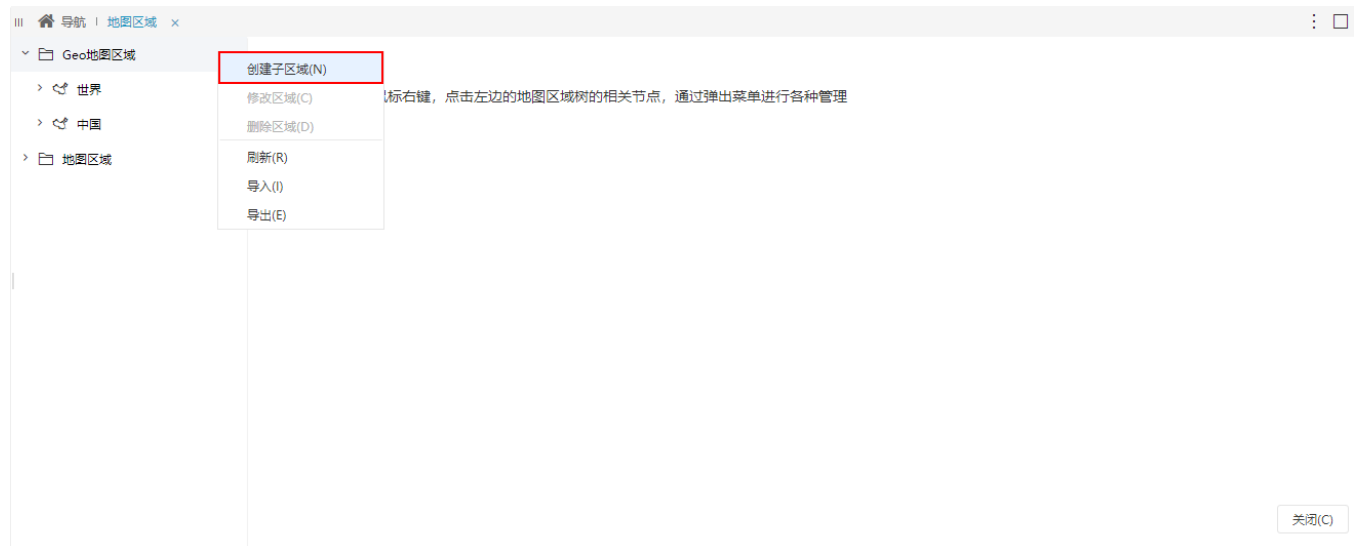 导航 地图区域 ×
Geo地图区域
世界
中国
地图区域
创建子区域(N)
修改区域(C)
删除区域(D)
刷新(R)
导入(I)
导出(E)
标右键，点击左边的地图区域树的相关节点，通过弹出菜单进行各种管理
关闭(C)